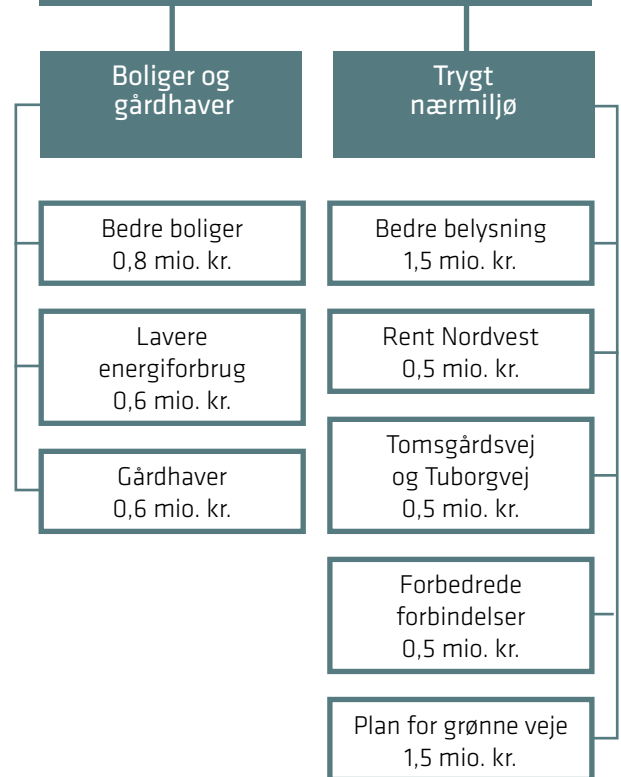 Boliger og
gårdhaver
Bedre boliger
0,8 mio. kr.
Lavere
energiforbrug
0,6 mio. kr.
Gårdhaver
0,6 mio. kr.
Trygt
nærmiljø
Bedre belysning
1,5 mio. kr.
Rent Nordvest
0,5 mio. kr.
Tomsgårdsvej
og Tuborgvej
0,5 mio. kr.
Forbedrede
forbindelser
0,5 mio. kr.
Plan for grønne veje
1,5 mio. kr.